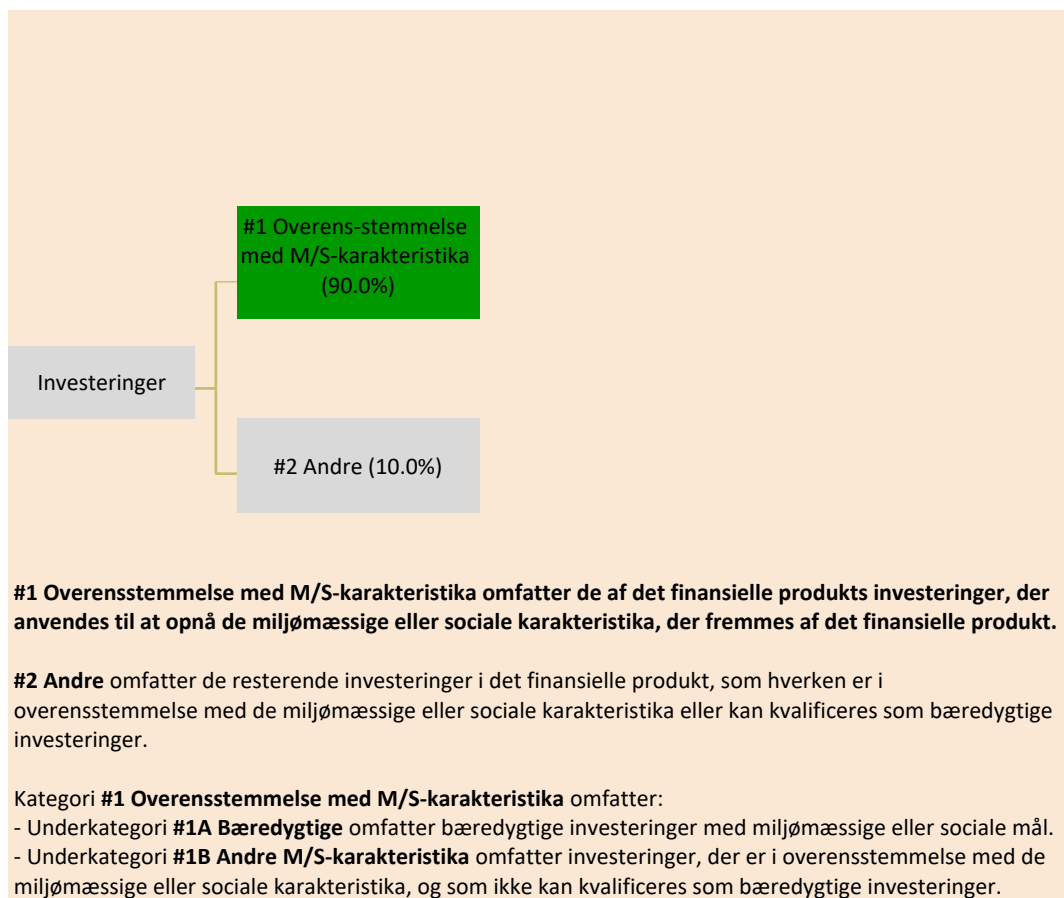 #1 Overens-stemmelse
med M/S-karakteristika
(90.0%)
Investeringer
#2 Andre (10.0%)
#1 Overensstemmelse med M/S-karakteristika omfatter de af det finansielle produkts investeringer, der
anvendes til at opnå de miljømæssige eller sociale karakteristika, der fremmes af det finansielle produkt.
#2 Andre omfatter de resterende investeringer i det finansielle produkt, som hverken er i
overensstemmelse med de miljømæssige eller sociale karakteristika eller kan kvalificeres som bæredygtige
investeringer.
Kategori #1 Overensstemmelse med M/S-karakteristika omfatter:
- Underkategori #1A Bæredygtige omfatter bæredygtige investeringer med miljømæssige eller sociale mål.
- Underkategori #1B Andre M/S-karakteristika omfatter investeringer, der er i overensstemmelse med de
miljømæssige eller sociale karakteristika, og som ikke kan kvalificeres som bæredygtige investeringer.